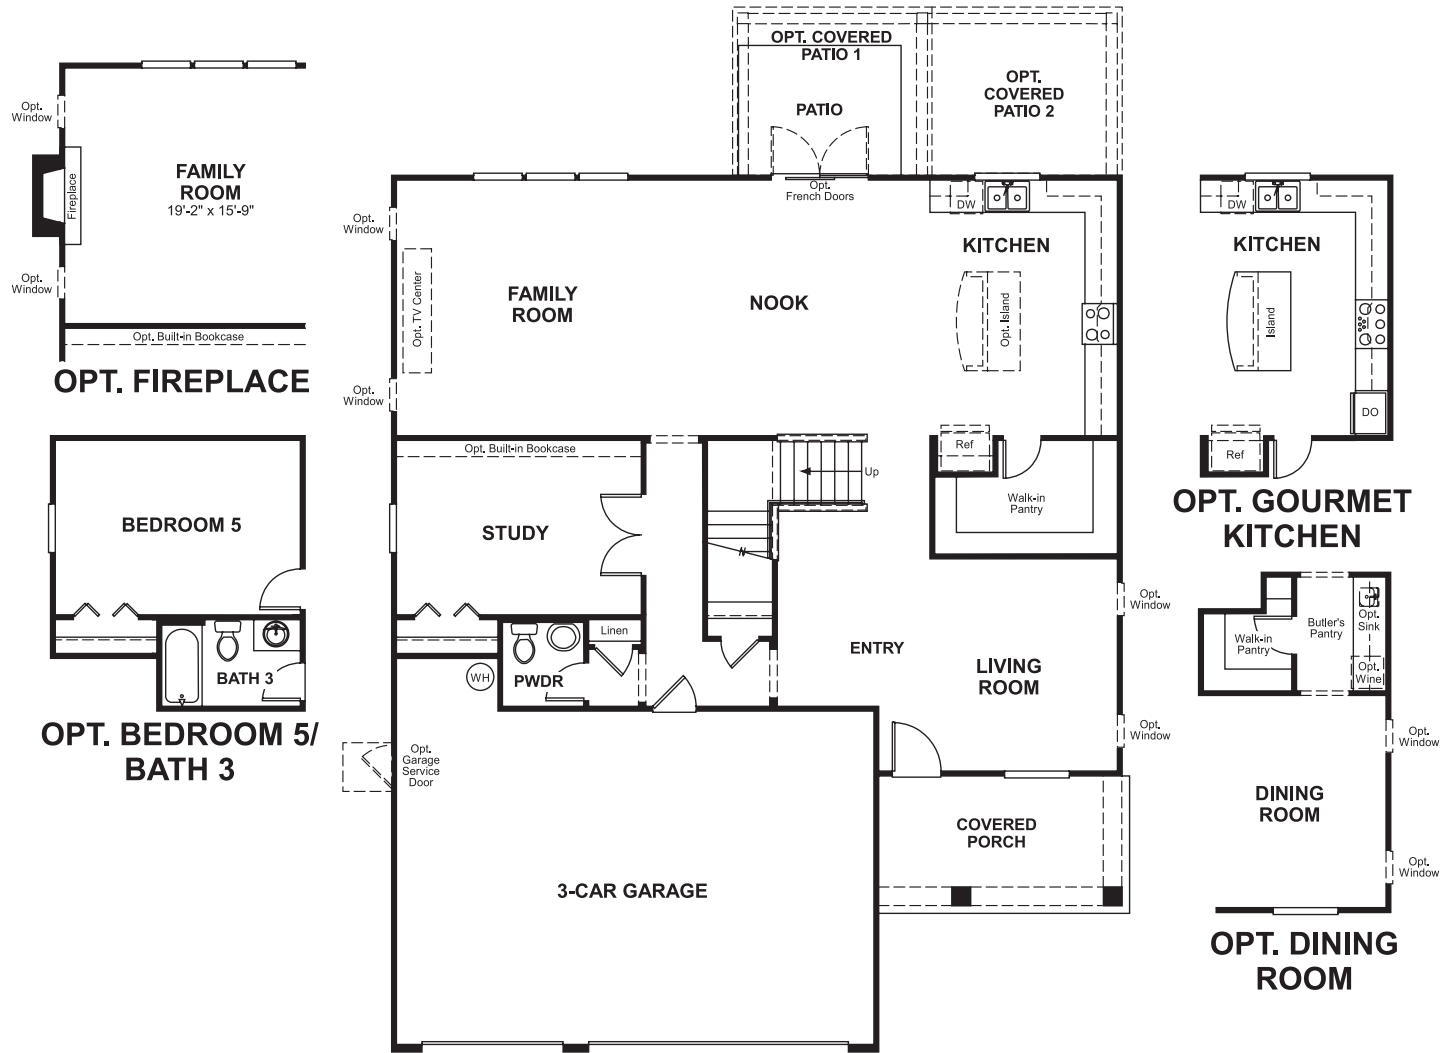 Opt.
Window
FAMILY
ROOM
19'-2" x 15'-9"
Fireplace
Opt.
Window
Opt. Built-in Bookcase
OPT. FIREPLACE
BEDROOM 5
BATH 3
OPT. BEDROOM 5/
BATH 3
OPT. COVERED
PATIO 1
PATIO
OPT.
COVERED
PATIO 2
Opt.
French Doors
Opt.
Window
Opt. TV Center
FAMILY
ROOM
NOOK
KITCHEN
DW
Opt. Island
Opt.
Window
Ref
Opt. Built-in Bookcase
Up
Walk-in
Pantry
STUDY
Linen
WH
PWDR
ENTRY
LIVING
ROOM
Opt.
Window
Opt.
Window
Opt.
Garage
Service
Door
COVERED
PORCH
3-CAR GARAGE
DW
KITCHEN
Island
DO
Ref
OPT. GOURMET
KITCHEN
Walk-in
Pantry
Butler's
Pantry
Opt.
Sink
Opt.
Wine
Opt.
Window
DINING
ROOM
Opt.
Window
OPT. DINING
ROOM